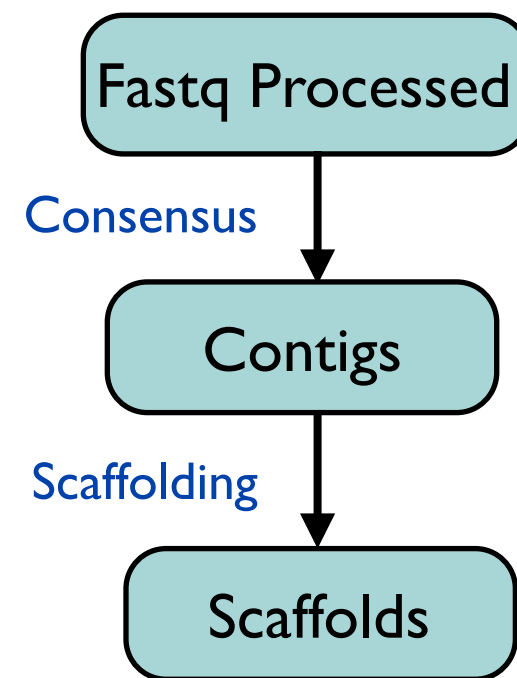 Fastq Processed
Consensus
Contigs
Scaffolding
Scaffolds